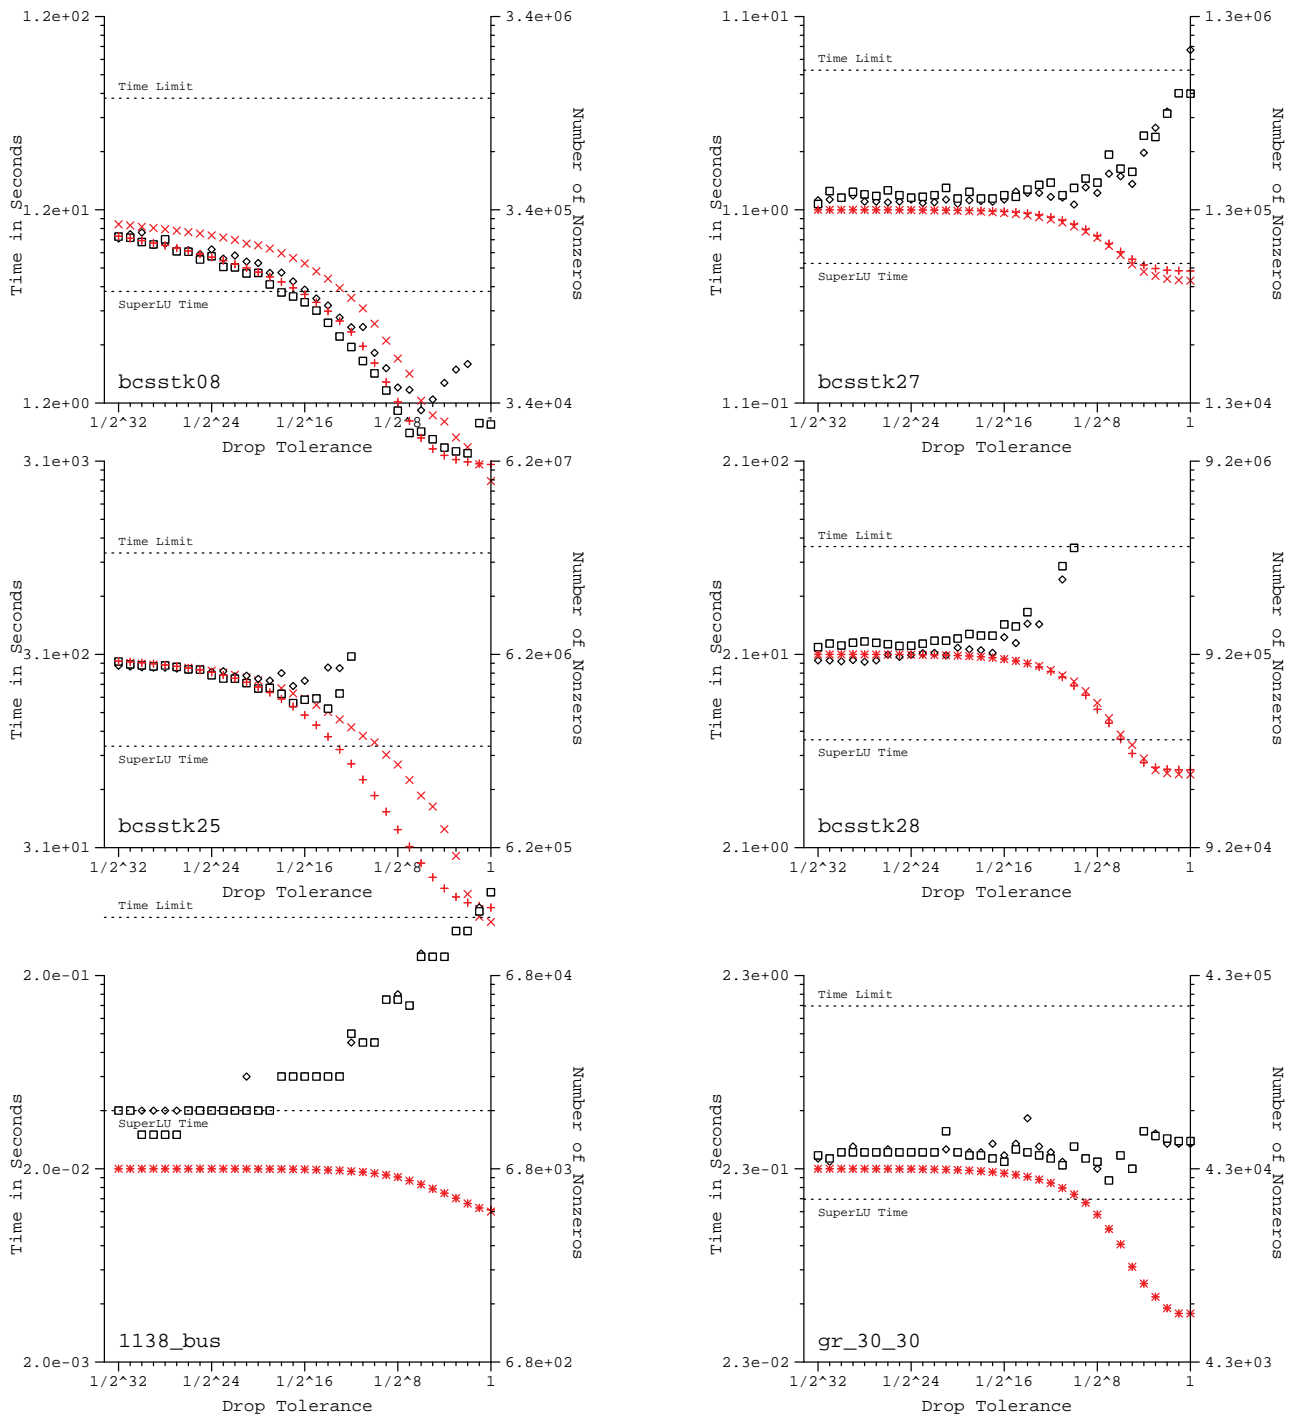 1.2e+02
3.4e+06
Time Limit
Time in Seconds
Number of Nonzeros
1.2e+01
3.4e+05
SuperLU Time
bcsstk08
1.2e+00
3.4e+04
1/2^32 1/2^24 1/2^16 1/2^8 1
Drop Tolerance
1.1e+01
1.3e+06
Time Limit
Time in Seconds
Number of Nonzeros
1.1e+00
1.3e+05
SuperLU Time
bcsstk27
1.1e-01
1.3e+04
1/2^32 1/2^24 1/2^16 1/2^8 1
Drop Tolerance
3.1e+03
6.2e+07
Time Limit
Time in Seconds
Number of Nonzeros
3.1e+02
6.2e+06
SuperLU Time
bcsstk25
3.1e+01
6.2e+05
1/2^32 1/2^24 1/2^16 1/2^8 1
Drop Tolerance
2.1e+02
9.2e+06
Time Limit
Time in Seconds
Number of Nonzeros
2.1e+01
9.2e+05
SuperLU Time
bcsstk28
2.1e+00
9.2e+04
1/2^32 1/2^24 1/2^16 1/2^8 1
Drop Tolerance
Time Limit
2.0e-01
6.8e+04
Time in Seconds
Number of Nonzeros
SuperLU Time
2.0e-02
6.8e+03
1138_bus
2.0e-03
6.8e+02
1/2^32 1/2^24 1/2^16 1/2^8 1
Drop Tolerance
2.3e+00
4.3e+05
Time Limit
Time in Seconds
Number of Nonzeros
2.3e-01
4.3e+04
SuperLU Time
gr_30_30
2.3e-02
4.3e+03
1/2^32 1/2^24 1/2^16 1/2^8 1
Drop Tolerance